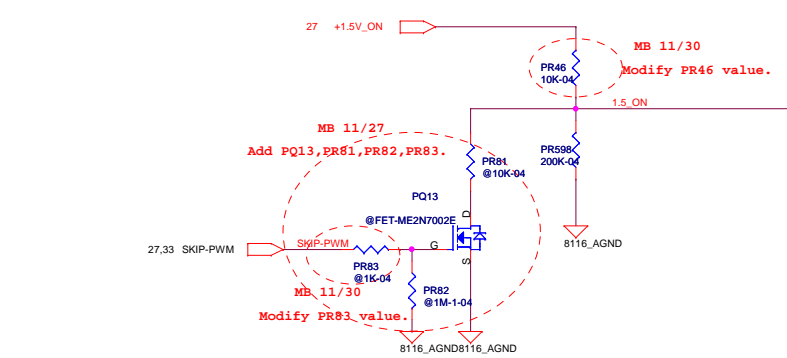 27 +1.5V_ON
MB 11/30
Modify PR46 value.
PR46
10K-04
1.5_ON
MB 11/27
Add PQ13,PR81,PR82,PR83.
PR81
@10K-04
PR598
200K-04
PQ13
@FET-ME2N7002E
D
G
S
8116_AGND
27,33 SKIP-PWM
SKIP-PWM
PR83
@1K-04
MB 11/30
Modify PR83 value.
PR82
@1M-1-04
8116_AGND
8116_AGND